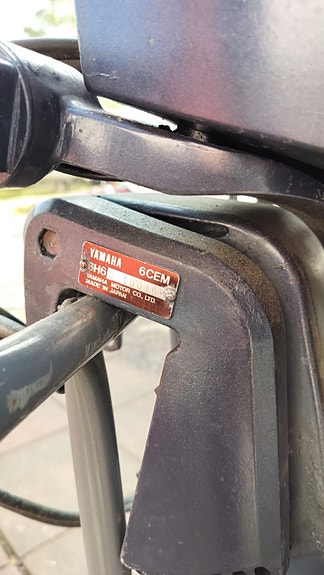 YAMAHA 6CEM
6H6
YAMAHA MOTOR CO., LTD.
MADE IN JAPAN